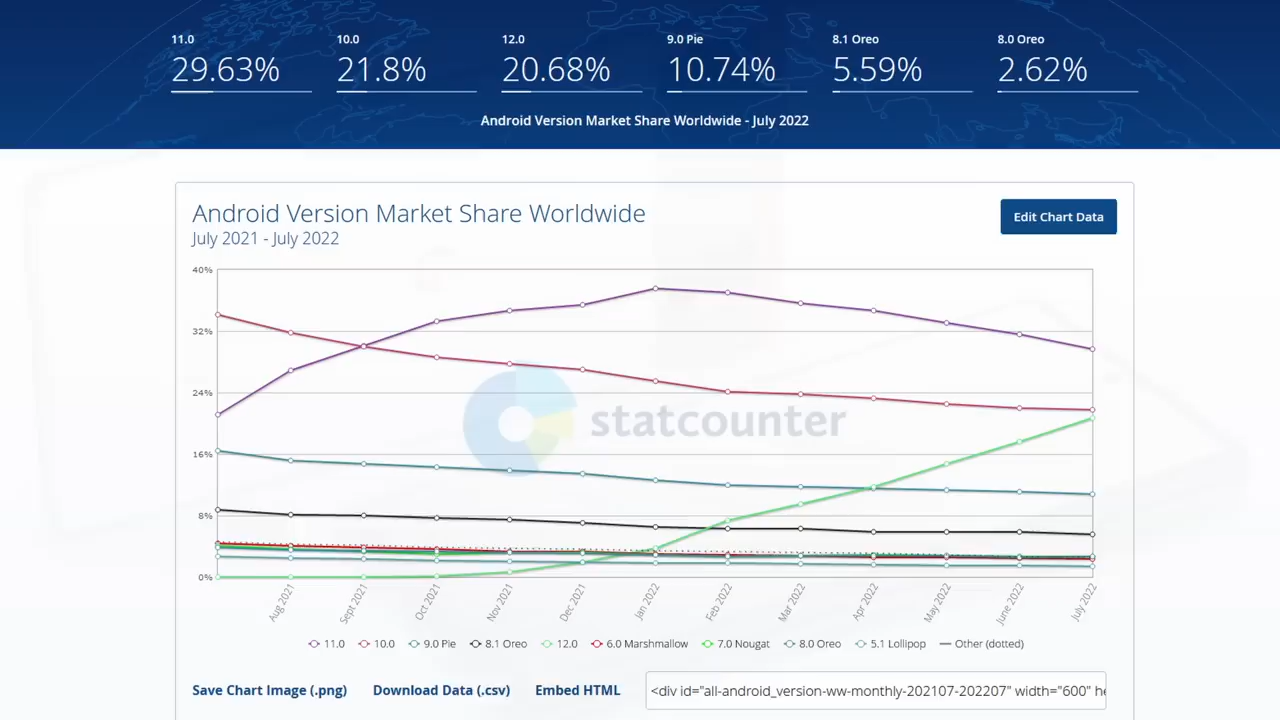 11.0 10.0 12.0 9.0 Pie 8.1 Oreo 8.0 Oreo
29.63% 21.8% 20.68% 10.74% 5.59% 2.62%
Android Version Market Share Worldwide - July 2022
Android Version Market Share Worldwide
Edit Chart Data
July 2021 - July 2022
40%
32%
24%
statcounter
16%
8%
0%
Aug 2021 Sept 2021 Oct 2021 Nov 2021 Dec 2021 Jan 2022 Feb 2022 Mar 2022 Apr 2022 May 2022 June 2022 July 2022
11.0 10.0 9.0 Pie 8.1 Oreo 12.0 6.0 Marshmallow 7.0 Nougat 8.0 Oreo 5.1 Lollipop Other (dotted)
Save Chart Image (.png) Download Data (.csv) Embed HTML <div id="all-android_version-ww-monthly-202107-202207" width="600" he